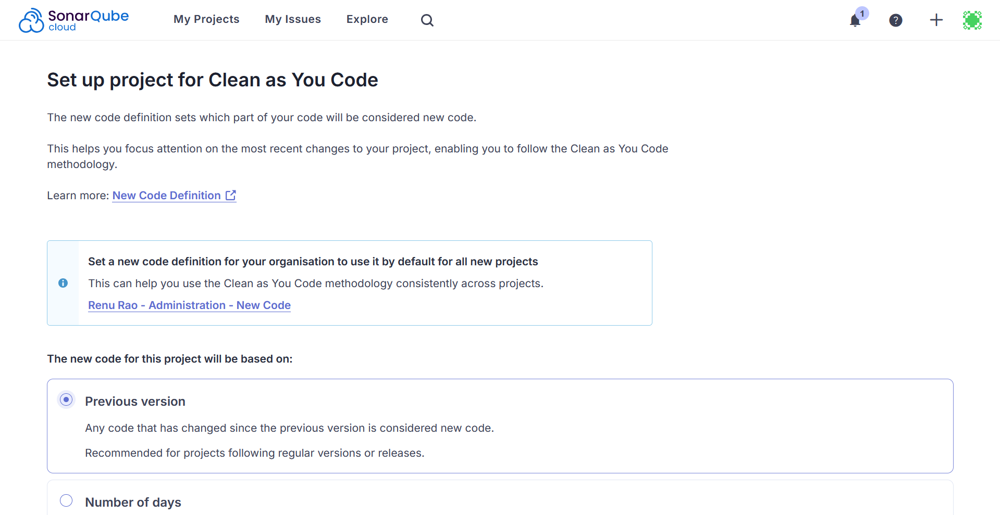 SonarQube
cloud
My Projects
My Issues
Explore
1
?
Set up project for Clean as You Code
The new code definition sets which part of your code will be considered new code.
This helps you focus attention on the most recent changes to your project, enabling you to follow the Clean as You Code
methodology.
Learn more: New Code Definition
Set a new code definition for your organisation to use it by default for all new projects
This can help you use the Clean as You Code methodology consistently across projects.
Renu Rao - Administration - New Code
The new code for this project will be based on:
Previous version
Any code that has changed since the previous version is considered new code.
Recommended for projects following regular versions or releases.
Number of days